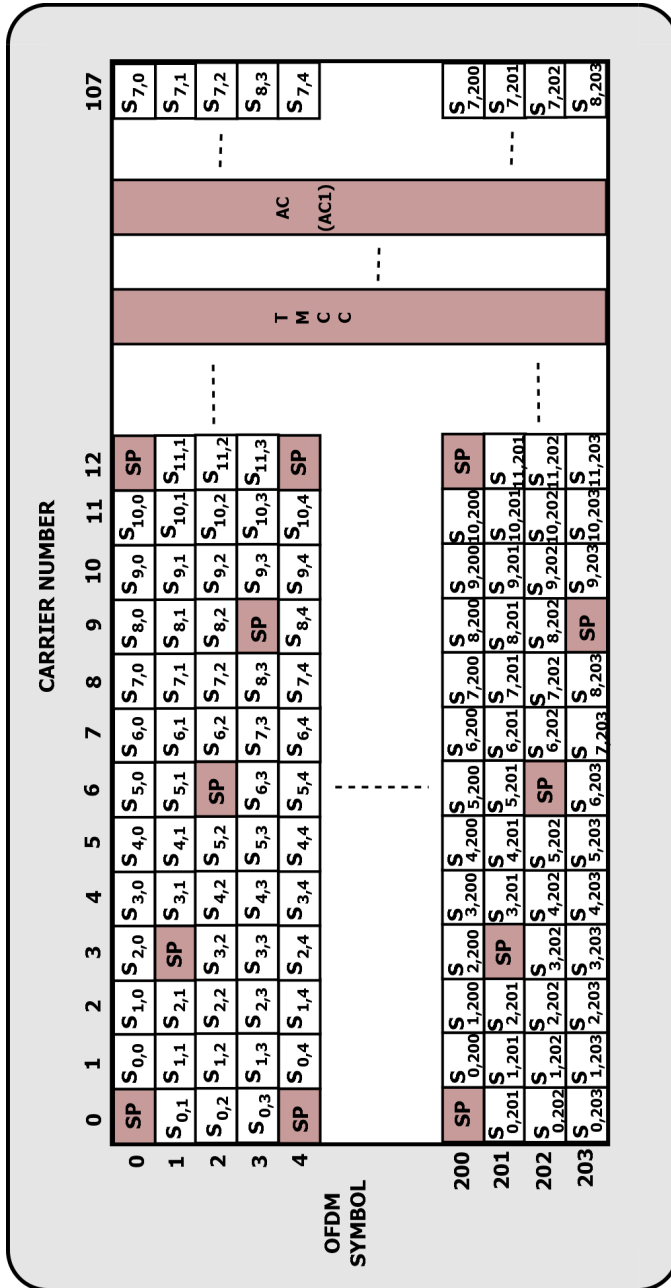 CARRIER NUMBER
0 1 2 3 4 5 6 7 8 9 10 11 12 107
OFDM
SYMBOL
0 SP S0,0 S1,0 S2,0 S3,0 S4,0 S5,0 S6,0 S7,0 S8,0 S9,0 S10,0 SP S7,0
1 S0,1 S1,1 S2,1 SP S3,1 S4,1 S5,1 S6,1 S7,1 S8,1 S9,1 S10,1 S11,1 S7,1
2 S0,2 S1,2 S2,2 S3,2 S4,2 S5,2 SP S6,2 S7,2 S8,2 S9,2 S10,2 S11,2 S7,2
3 S0,3 S1,3 S2,3 S3,3 S4,3 S5,3 S6,3 S7,3 S8,3 SP S9,3 S10,3 S11,3 S8,3
4 SP S0,4 S1,4 S2,4 S3,4 S4,4 S5,4 S6,4 S7,4 S8,4 S9,4 S10,4 SP S7,4
TMCC
AC
(AC1)
200 SP S0,200 S1,200 S2,200 S3,200 S4,200 S5,200 S6,200 S7,200 S8,200 S9,200 S10,200 SP S7,200
201 S0,201 S1,201 S2,201 SP S3,201 S4,201 S5,201 S6,201 S7,201 S8,201 S9,201 S10,201 S11,201 S7,201
202 S0,202 S1,202 S2,202 S3,202 S4,202 S5,202 SP S6,202 S7,202 S8,202 S9,202 S10,202 S11,202 S7,202
203 S0,203 S1,203 S2,203 S3,203 S4,203 S5,203 S6,203 S7,203 S8,203 SP S9,203 S10,203 S11,203 S8,203